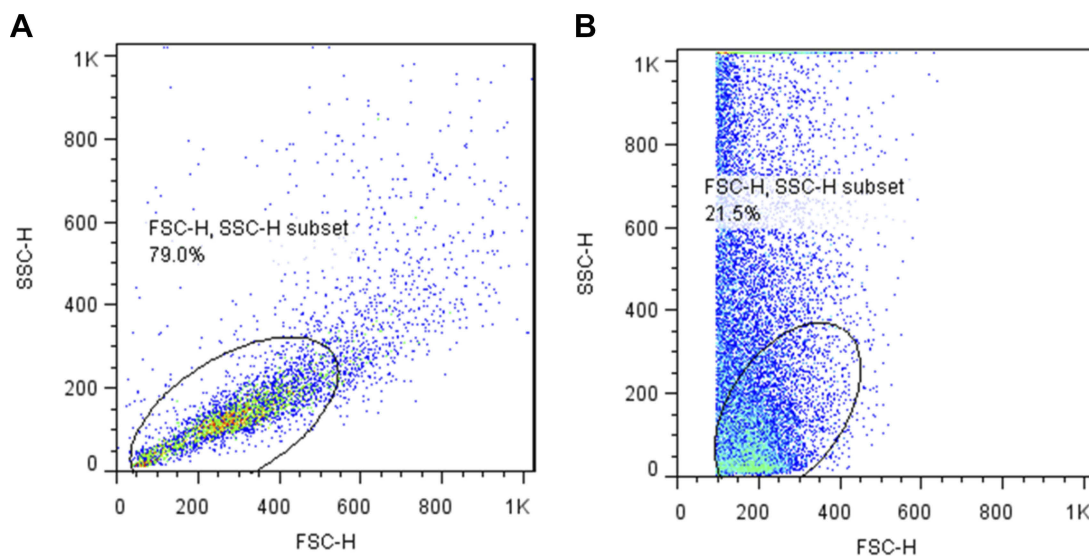 A
1K
800
600
400
200
0
SSC-H
FSC-H, SSC-H subset
79.0%
0 200 400 600 800 1K
FSC-H
B
1K
800
600
400
200
0
SSC-H
FSC-H, SSC-H subset
21.5%
0 200 400 600 800 1K
FSC-H